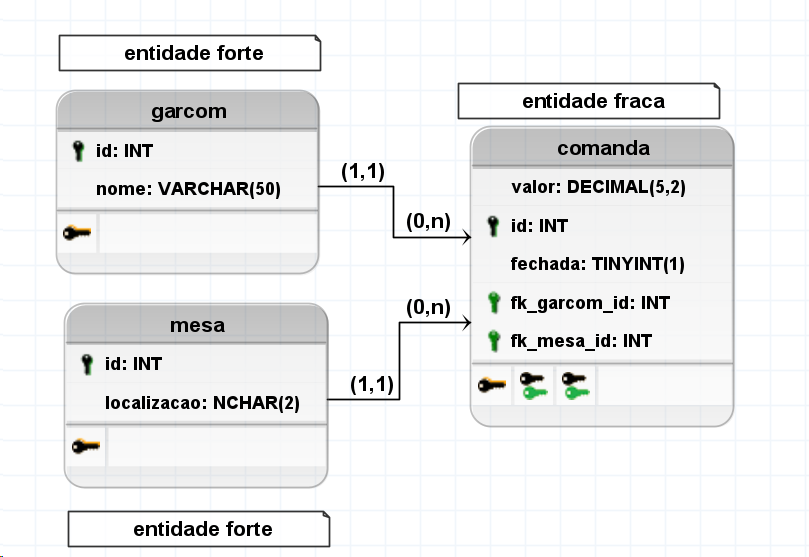 entidade forte
garcom
id: INT
nome: VARCHAR(50)
(1,1)
(0,n)
entidade fraca
comanda
valor: DECIMAL(5,2)
id: INT
fechada: TINYINT(1)
fk_garcom_id: INT
fk_mesa_id: INT
mesa
id: INT
localizacao: NCHAR(2)
(1,1)
(0,n)
entidade forte